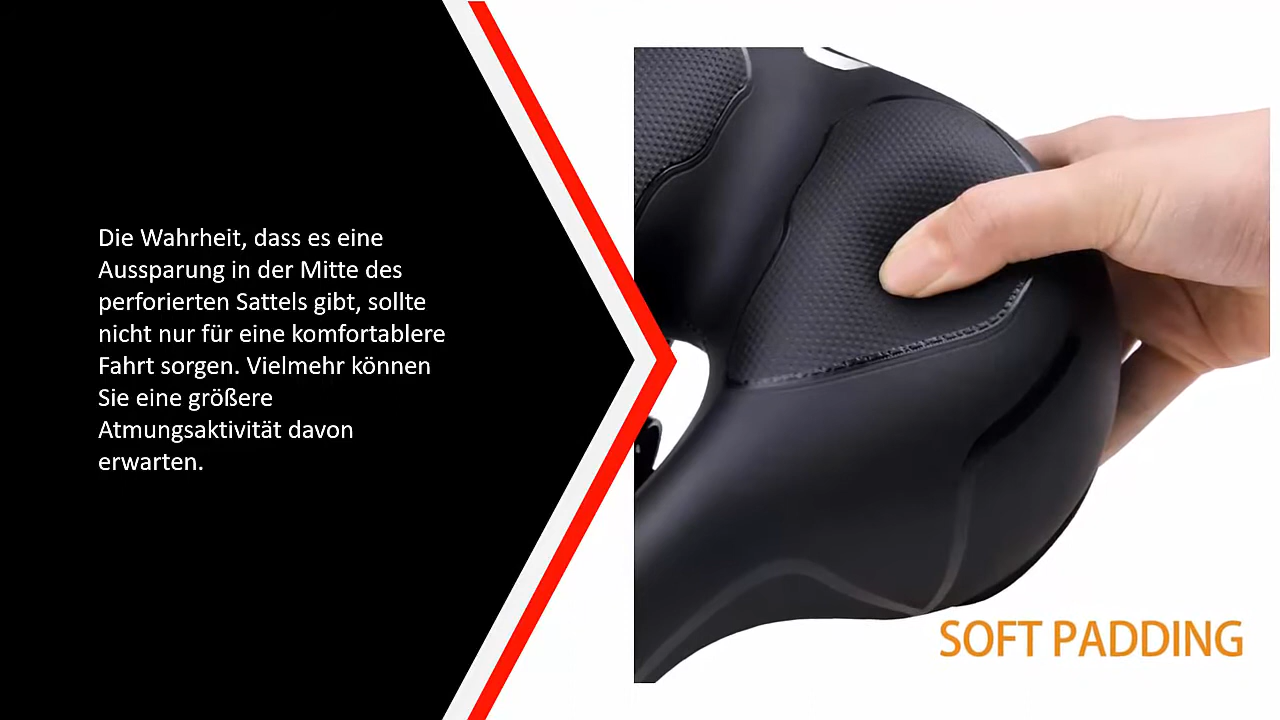 Die Wahrheit, dass es eine
Aussparung in der Mitte des
perforierten Sattels gibt, sollte
nicht nur für eine komfortablere
Fahrt sorgen. Vielmehr können
Sie eine größere
Atmungsaktivität davon
erwarten.
SOFT PADDING